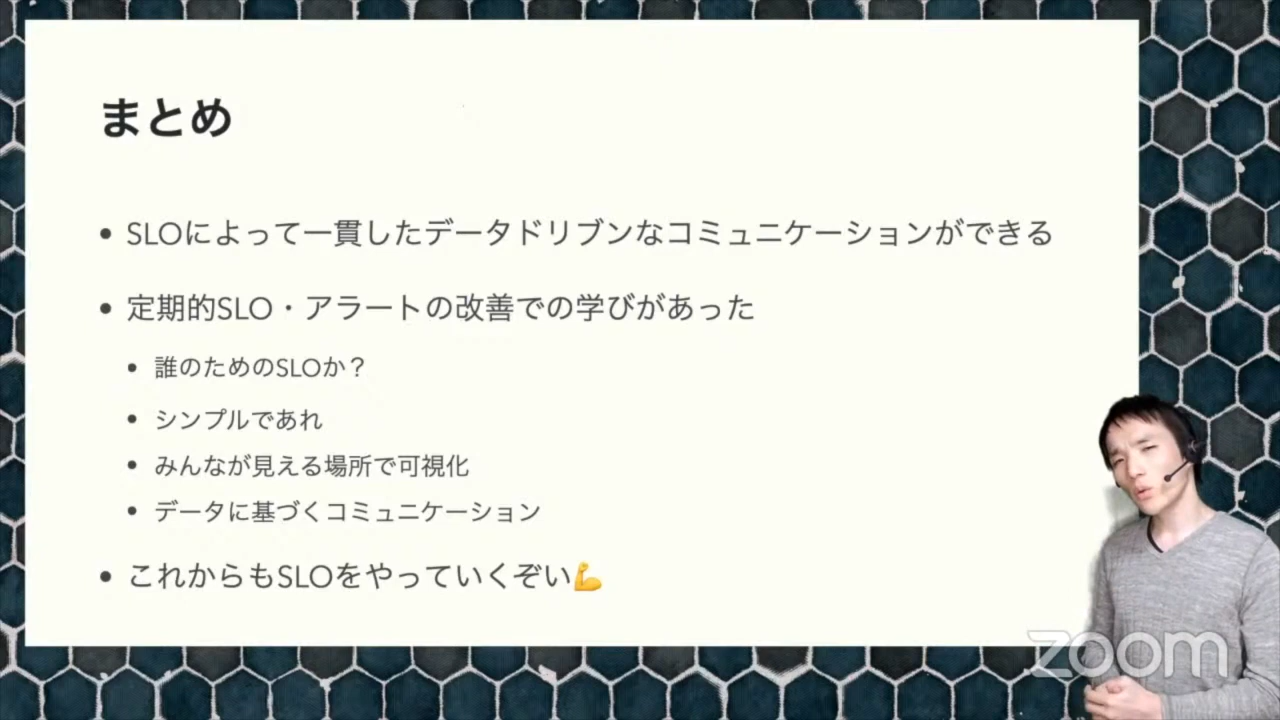 まとめ
• SLOによって一貫したデータドリブンなコミュニケーションができる
• 定期的SLO・アラートの改善での学びがあった
• 誰のためのSLOか？
• シンプルであれ
• みんなが見える場所で可視化
• データに基づくコミュニケーション
• これからもSLOをやっていくぞい💪
zoom